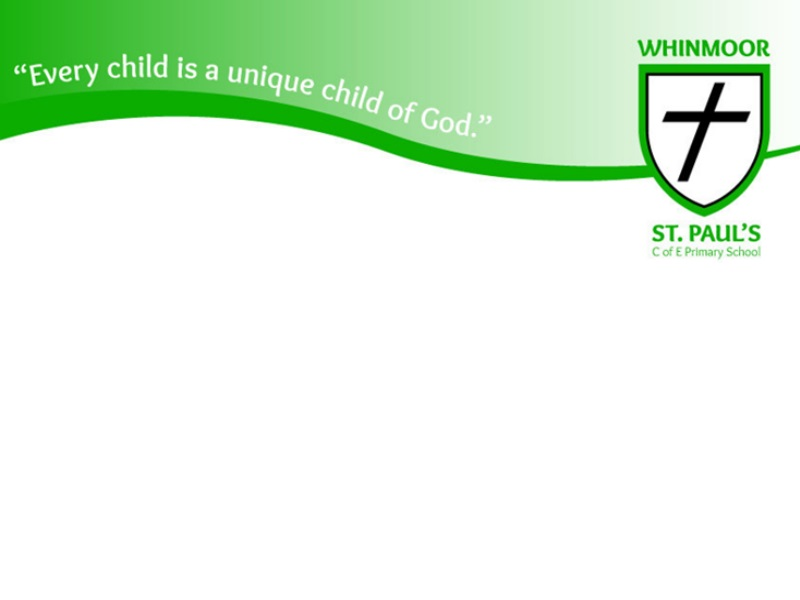 “Every child is a unique child of God.”
WHINMOOR
ST. PAUL’S
C of E Primary School